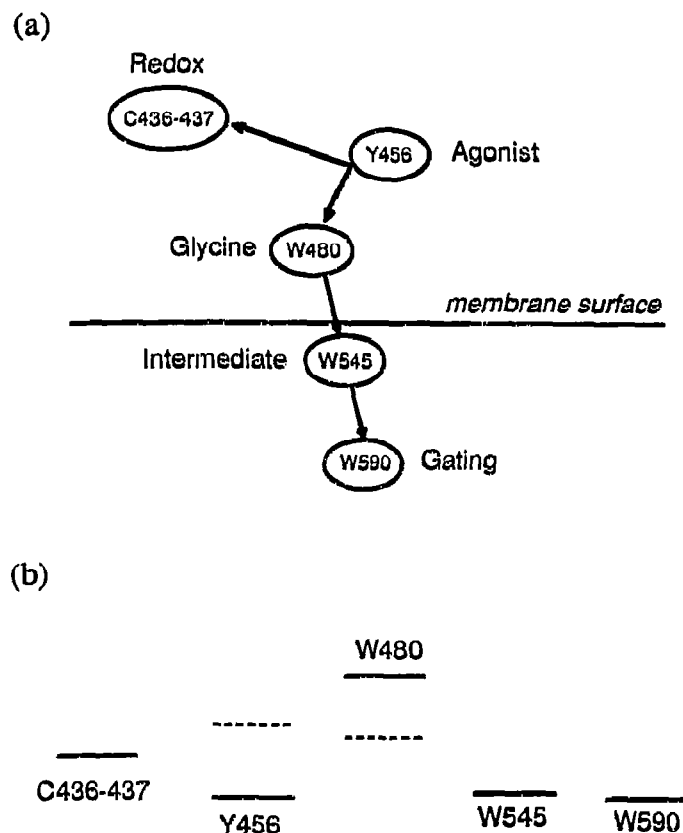 (a)
Redox
C436-437
Y456
Agonist
Glycine
W480
membrane surface
Intermediate
W545
W590
Gating
(b)
W480
C436-437
Y456
W545
W590